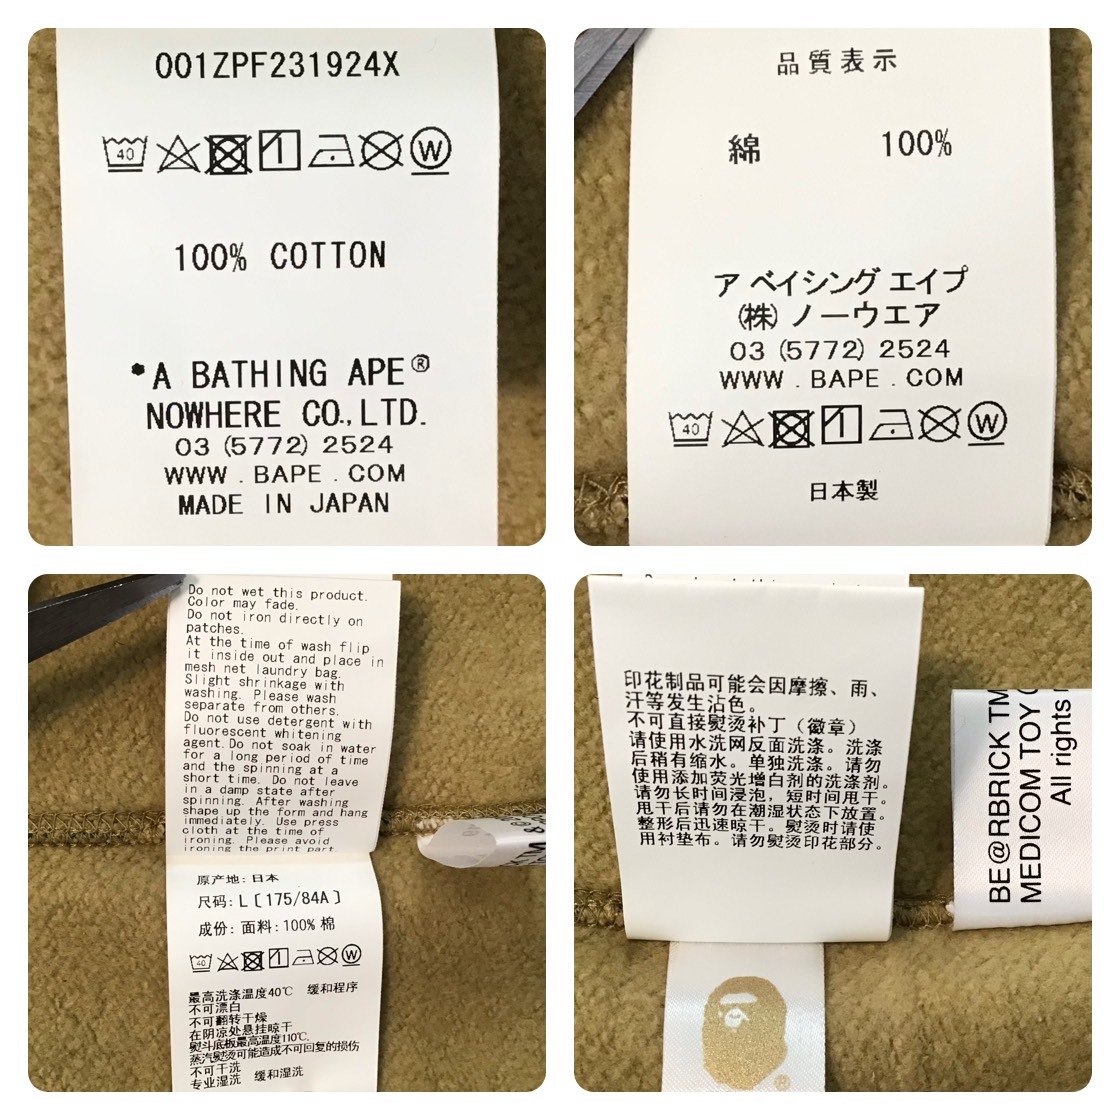 001ZPF231924X
40
W
100% COTTON
*A BATHING APE®
NOWHERE CO.,LTD.
03 (5772) 2524
WWW . BAPE . COM
MADE IN JAPAN
品質表示
綿 100%
ア ベイシング エイプ
(株) ノーウエア
03 (5772) 2524
WWW . BAPE . COM
40
W
日本製
Do not wet this product.
Color may fade.
Do not iron directly on
patches.
At the time of wash flip
it inside out and place in
mesh net laundry bag.
Slight shrinkage with
washing. Please wash
separate from others.
Do not use detergent with
fluorescent whitening
agent.Do not soak in water
for a long period of time
and the spinning at a
short time. Do not leave
in a damp state after
spinning. After washing
shape up the form and hang
immediately. Use press
cloth at the time of
ironing. Please avoid
ironing the print part.
原产地: 日本
尺码: L [175/84A]
成份: 面料: 100% 棉
40
W
最高洗涤温度40℃ 缓和程序
不可漂白
不可翻转干燥
在阴凉处悬挂晾干
熨斗底板最高温度110℃.
蒸汽熨烫可能造成不可回复的损伤
不可干洗
专业湿洗 缓和湿洗
印花制品可能会因摩擦、雨、
汗等发生沾色。
不可直接熨烫补丁（徽章）
请使用水洗网反面洗涤。洗涤
后稍有缩水。单独洗涤。请勿
使用添加荧光增白剂的洗涤剂。
请勿长时间浸泡，短时间甩干。
甩干后请勿在潮湿状态下放置。
整形后迅速晾干。熨烫时请使
用衬垫布。请勿熨烫印花部分。
BE@RBRICK TM
MEDICOM TOY
All rights
®